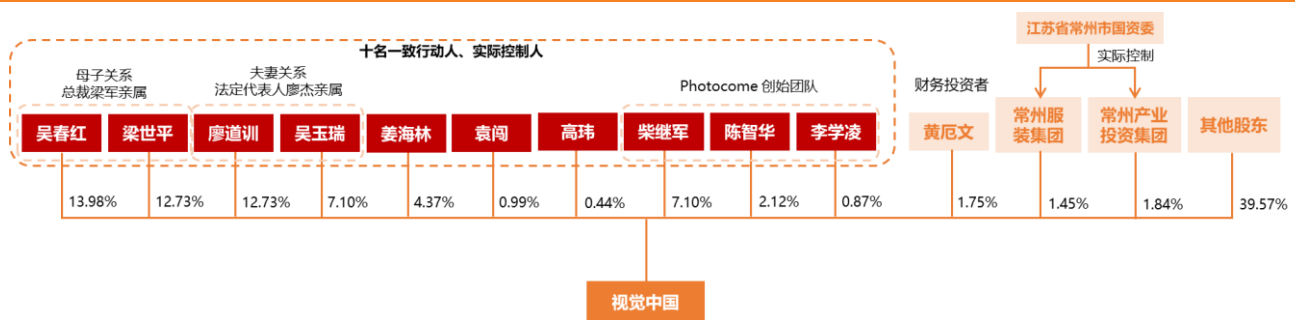 十名一致行动人、实际控制人
江苏省常州市国资委
实际控制
母子关系
总裁梁军亲属
夫妻关系
法定代表人廖杰亲属
Photocome 创始团队
财务投资者
吴春红
梁世平
廖道训
吴玉瑞
姜海林
袁闯
高玮
柴继军
陈智华
李学凌
黄厄文
常州服
装集团
常州产业
投资集团
其他股东
13.98%
12.73%
12.73%
7.10%
4.37%
0.99%
0.44%
7.10%
2.12%
0.87%
1.75%
1.45%
1.84%
39.57%
视觉中国